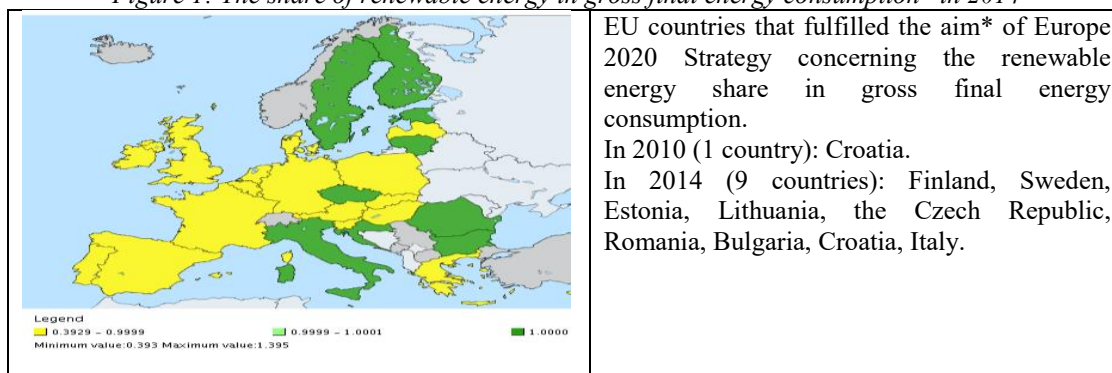 Figure 1: The share of renewable energy in gross final energy consumption* in 2014
EU countries that fulfilled the aim* of Europe
2020 Strategy concerning the renewable
energy share in gross final energy
consumption.
In 2010 (1 country): Croatia.
In 2014 (9 countries): Finland, Sweden,
Estonia, Lithuania, the Czech Republic,
Romania, Bulgaria, Croatia, Italy.
Legend
0.3929 – 0.9999 0.9999 – 1.0001 1.0000
Minimum value:0.393 Maximum value:1.395